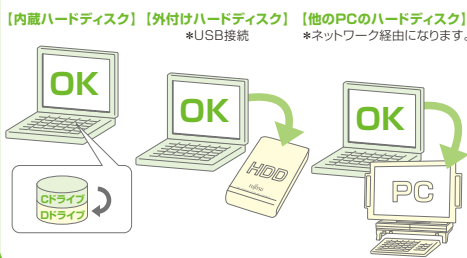 【内蔵ハードディスク】
【外付けハードディスク】
*USB接続
【他のPCのハードディスク】
*ネットワーク経由になります。
OK
OK
OK
Cドライブ
Dドライブ
HDD
FUJITSU
PC